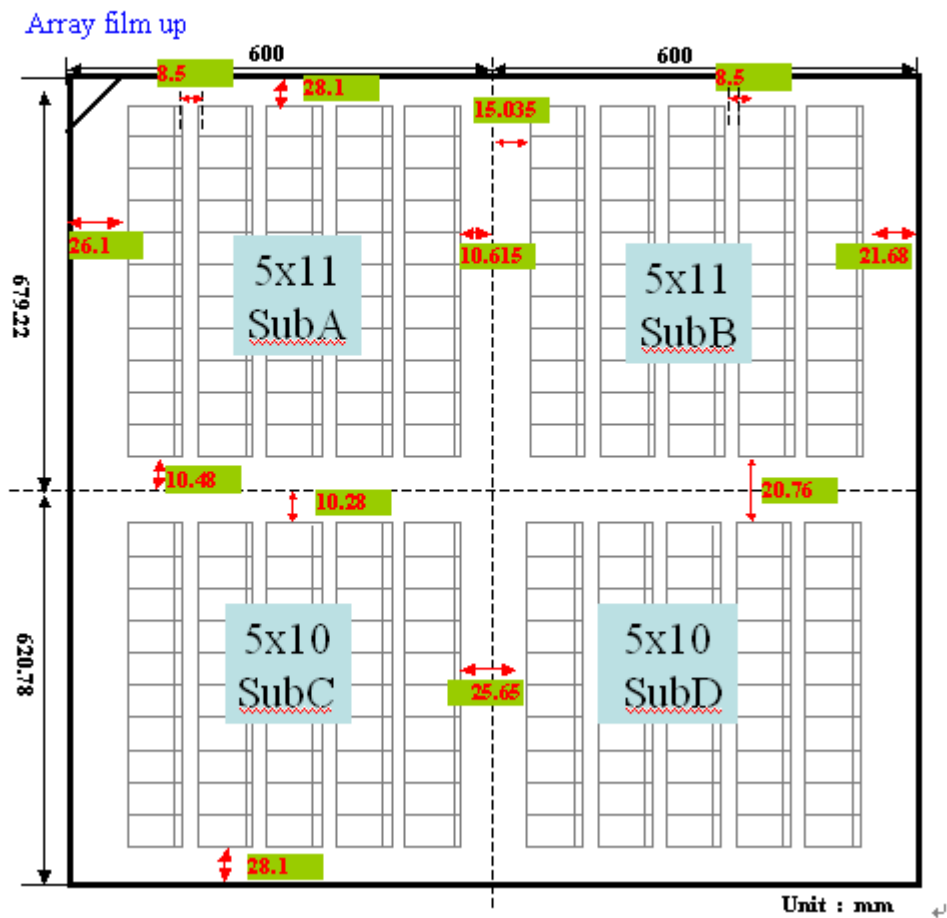 Array film up
600
600
8.5
28.1
15.035
8.5
26.1
10.615
21.68
5x11
SubA
5x11
SubB
679.22
10.48
10.28
20.76
5x10
SubC
5x10
SubD
620.78
25.65
28.1
Unit : mm